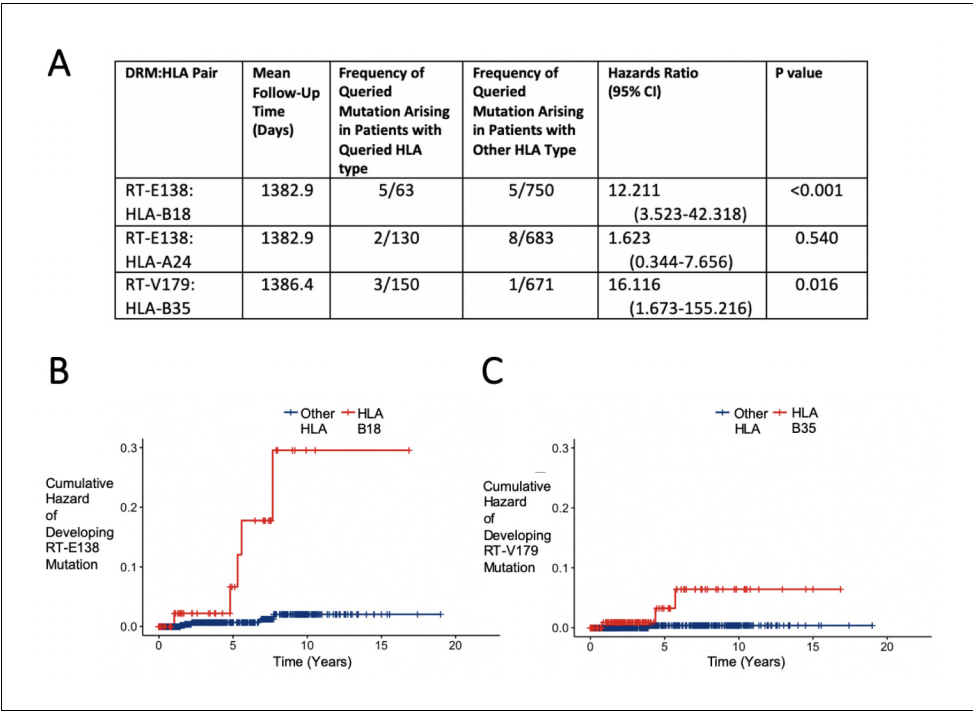 A
DRM:HLA Pair
Mean
Follow-Up
Time
(Days)
Frequency of
Queried
Mutation Arising
in Patients with
Queried HLA
type
Frequency of
Queried
Mutation Arising
in Patients with
Other HLA Type
Hazards Ratio
(95% CI)
P value
RT-E138:
HLA-B18
1382.9
5/63
5/750
12.211
(3.523-42.318)
<0.001
RT-E138:
HLA-A24
1382.9
2/130
8/683
1.623
(0.344-7.656)
0.540
RT-V179:
HLA-B35
1386.4
3/150
1/671
16.116
(1.673-155.216)
0.016
B
Other
HLA
HLA
B18
Cumulative
Hazard
of
Developing
RT-E138
Mutation
0.3
0.2
0.1
0.0
0
5
10
15
20
Time (Years)
C
Other
HLA
HLA
B35
Cumulative
Hazard
of
Developing
RT-V179
Mutation
0.3
0.2
0.1
0.0
0
5
10
15
20
Time (Years)